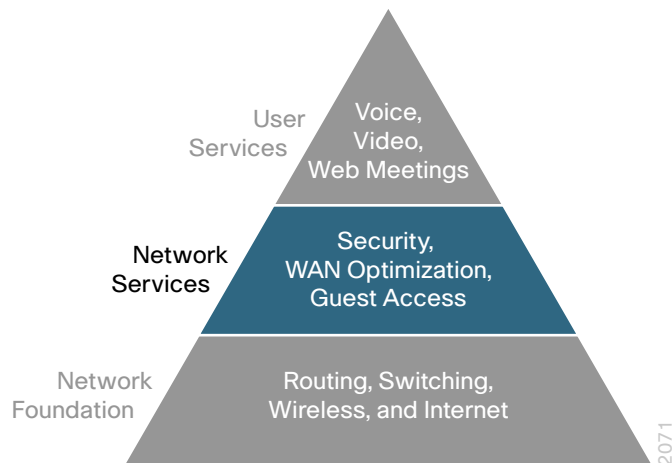 User
Services
Voice,
Video,
Web Meetings
Network
Services
Security,
WAN Optimization,
Guest Access
Network
Foundation
Routing, Switching,
Wireless, and Internet
2071